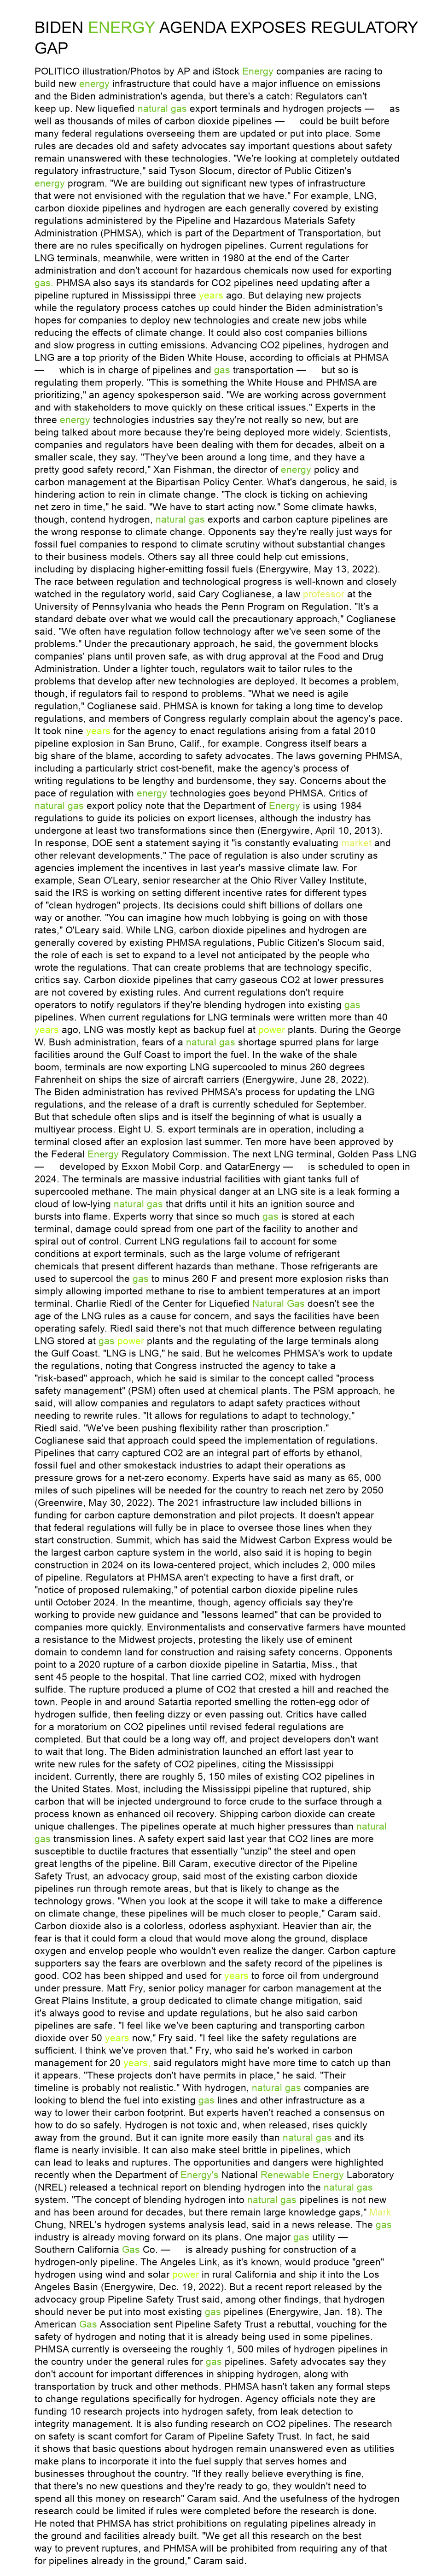 BIDEN ENERGY AGENDA EXPOSES REGULATORY
GAP
POLITICO illustration/Photos by AP and iStock Energy companies are racing to
build new energy infrastructure that could have a major influence on emissions
and the Biden administration's agenda, but there's a catch: Regulators can't
keep up. New liquefied natural gas export terminals and hydrogen projects — as
well as thousands of miles of carbon dioxide pipelines — could be built before
many federal regulations overseeing them are updated or put into place. Some
rules are decades old and safety advocates say important questions about safety
remain unanswered with these technologies. "We're looking at completely outdated
regulatory infrastructure," said Tyson Slocum, director of Public Citizen's
energy program. "We are building out significant new types of infrastructure
that were not envisioned with the regulation that we have." For example, LNG,
carbon dioxide pipelines and hydrogen are each generally covered by existing
regulations administered by the Pipeline and Hazardous Materials Safety
Administration (PHMSA), which is part of the Department of Transportation, but
there are no rules specifically on hydrogen pipelines. Current regulations for
LNG terminals, meanwhile, were written in 1980 at the end of the Carter
administration and don't account for hazardous chemicals now used for exporting
gas. PHMSA also says its standards for CO2 pipelines need updating after a
pipeline ruptured in Mississippi three years ago. But delaying new projects
while the regulatory process catches up could hinder the Biden administration's
hopes for companies to deploy new technologies and create new jobs while
reducing the effects of climate change. It could also cost companies billions
and slow progress in cutting emissions. Advancing CO2 pipelines, hydrogen and
LNG are a top priority of the Biden White House, according to officials at PHMSA
— which is in charge of pipelines and gas transportation — but so is
regulating them properly. "This is something the White House and PHMSA are
prioritizing," an agency spokesperson said. "We are working across government
and with stakeholders to move quickly on these critical issues." Experts in the
three energy technologies industries say they're not really so new, but are
being talked about more because they're being deployed more widely. Scientists,
companies and regulators have been dealing with them for decades, albeit on a
smaller scale, they say. "They've been around a long time, and they have a
pretty good safety record," Xan Fishman, the director of energy policy and
carbon management at the Bipartisan Policy Center. What's dangerous, he said, is
hindering action to rein in climate change. "The clock is ticking on achieving
net zero in time," he said. "We have to start acting now." Some climate hawks,
though, contend hydrogen, natural gas exports and carbon capture pipelines are
the wrong response to climate change. Opponents say they're really just ways for
fossil fuel companies to respond to climate scrutiny without substantial changes
to their business models. Others say all three could help cut emissions,
including by displacing higher-emitting fossil fuels (Energywire, May 13, 2022).
The race between regulation and technological progress is well-known and closely
watched in the regulatory world, said Cary Coglianese, a law professor at the
University of Pennsylvania who heads the Penn Program on Regulation. "It's a
standard debate over what we would call the precautionary approach," Coglianese
said. "We often have regulation follow technology after we've seen some of the
problems." Under the precautionary approach, he said, the government blocks
companies' plans until proven safe, as with drug approval at the Food and Drug
Administration. Under a lighter touch, regulators wait to tailor rules to the
problems that develop after new technologies are deployed. It becomes a problem,
though, if regulators fail to respond to problems. "What we need is agile
regulation," Coglianese said. PHMSA is known for taking a long time to develop
regulations, and members of Congress regularly complain about the agency's pace.
It took nine years for the agency to enact regulations arising from a fatal 2010
pipeline explosion in San Bruno, Calif., for example. Congress itself bears a
big share of the blame, according to safety advocates. The laws governing PHMSA,
including a particularly strict cost-benefit, make the agency's process of
writing regulations to be lengthy and burdensome, they say. Concerns about the
pace of regulation with energy technologies goes beyond PHMSA. Critics of
natural gas export policy note that the Department of Energy is using 1984
regulations to guide its policies on export licenses, although the industry has
undergone at least two transformations since then (Energywire, April 10, 2013).
In response, DOE sent a statement saying it "is constantly evaluating market and
other relevant developments." The pace of regulation is also under scrutiny as
agencies implement the incentives in last year's massive climate law. For
example, Sean O'Leary, senior researcher at the Ohio River Valley Institute,
said the IRS is working on setting different incentive rates for different types
of "clean hydrogen" projects. Its decisions could shift billions of dollars one
way or another. "You can imagine how much lobbying is going on with those
rates," O'Leary said. While LNG, carbon dioxide pipelines and hydrogen are
generally covered by existing PHMSA regulations, Public Citizen's Slocum said,
the role of each is set to expand to a level not anticipated by the people who
wrote the regulations. That can create problems that are technology specific,
critics say. Carbon dioxide pipelines that carry gaseous CO2 at lower pressures
are not covered by existing rules. And current regulations don't require
operators to notify regulators if they're blending hydrogen into existing gas
pipelines. When current regulations for LNG terminals were written more than 40
years ago, LNG was mostly kept as backup fuel at power plants. During the George
W. Bush administration, fears of a natural gas shortage spurred plans for large
facilities around the Gulf Coast to import the fuel. In the wake of the shale
boom, terminals are now exporting LNG supercooled to minus 260 degrees
Fahrenheit on ships the size of aircraft carriers (Energywire, June 28, 2022).
The Biden administration has revived PHMSA's process for updating the LNG
regulations, and the release of a draft is currently scheduled for September.
But that schedule often slips and is itself the beginning of what is usually a
multiyear process. Eight U. S. export terminals are in operation, including a
terminal closed after an explosion last summer. Ten more have been approved by
the Federal Energy Regulatory Commission. The next LNG terminal, Golden Pass LNG
— developed by Exxon Mobil Corp. and QatarEnergy — is scheduled to open in
2024. The terminals are massive industrial facilities with giant tanks full of
supercooled methane. The main physical danger at an LNG site is a leak forming a
cloud of low-lying natural gas that drifts until it hits an ignition source and
bursts into flame. Experts worry that since so much gas is stored at each
terminal, damage could spread from one part of the facility to another and
spiral out of control. Current LNG regulations fail to account for some
conditions at export terminals, such as the large volume of refrigerant
chemicals that present different hazards than methane. Those refrigerants are
used to supercool the gas to minus 260 F and present more explosion risks than
simply allowing imported methane to rise to ambient temperatures at an import
terminal. Charlie Riedl of the Center for Liquefied Natural Gas doesn't see the
age of the LNG rules as a cause for concern, and says the facilities have been
operating safely. Riedl said there's not that much difference between regulating
LNG stored at gas power plants and the regulating of the large terminals along
the Gulf Coast. "LNG is LNG," he said. But he welcomes PHMSA's work to update
the regulations, noting that Congress instructed the agency to take a
"risk-based" approach, which he said is similar to the concept called "process
safety management" (PSM) often used at chemical plants. The PSM approach, he
said, will allow companies and regulators to adapt safety practices without
needing to rewrite rules. "It allows for regulations to adapt to technology,"
Riedl said. "We've been pushing flexibility rather than proscription."
Coglianese said that approach could speed the implementation of regulations.
Pipelines that carry captured CO2 are an integral part of efforts by ethanol,
fossil fuel and other smokestack industries to adapt their operations as
pressure grows for a net-zero economy. Experts have said as many as 65, 000
miles of such pipelines will be needed for the country to reach net zero by 2050
(Greenwire, May 30, 2022). The 2021 infrastructure law included billions in
funding for carbon capture demonstration and pilot projects. It doesn't appear
that federal regulations will fully be in place to oversee those lines when they
start construction. Summit, which has said the Midwest Carbon Express would be
the largest carbon capture system in the world, also said it is hoping to begin
construction in 2024 on its Iowa-centered project, which includes 2, 000 miles
of pipeline. Regulators at PHMSA aren't expecting to have a first draft, or
"notice of proposed rulemaking," of potential carbon dioxide pipeline rules
until October 2024. In the meantime, though, agency officials say they're
working to provide new guidance and "lessons learned" that can be provided to
companies more quickly. Environmentalists and conservative farmers have mounted
a resistance to the Midwest projects, protesting the likely use of eminent
domain to condemn land for construction and raising safety concerns. Opponents
point to a 2020 rupture of a carbon dioxide pipeline in Satartia, Miss., that
sent 45 people to the hospital. That line carried CO2, mixed with hydrogen
sulfide. The rupture produced a plume of CO2 that crested a hill and reached the
town. People in and around Satartia reported smelling the rotten-egg odor of
hydrogen sulfide, then feeling dizzy or even passing out. Critics have called
for a moratorium on CO2 pipelines until revised federal regulations are
completed. But that could be a long way off, and project developers don't want
to wait that long. The Biden administration launched an effort last year to
write new rules for the safety of CO2 pipelines, citing the Mississippi
incident. Currently, there are roughly 5, 150 miles of existing CO2 pipelines in
the United States. Most, including the Mississippi pipeline that ruptured, ship
carbon that will be injected underground to force crude to the surface through a
process known as enhanced oil recovery. Shipping carbon dioxide can create
unique challenges. The pipelines operate at much higher pressures than natural
gas transmission lines. A safety expert said last year that CO2 lines are more
susceptible to ductile fractures that essentially "unzip" the steel and open
great lengths of the pipeline. Bill Caram, executive director of the Pipeline
Safety Trust, an advocacy group, said most of the existing carbon dioxide
pipelines run through remote areas, but that is likely to change as the
technology grows. "When you look at the scope it will take to make a difference
on climate change, these pipelines will be much closer to people," Caram said.
Carbon dioxide also is a colorless, odorless asphyxiant. Heavier than air, the
fear is that it could form a cloud that would move along the ground, displace
oxygen and envelop people who wouldn't even realize the danger. Carbon capture
supporters say the fears are overblown and the safety record of the pipelines is
good. CO2 has been shipped and used for years to force oil from underground
under pressure. Matt Fry, senior policy manager for carbon management at the
Great Plains Institute, a group dedicated to climate change mitigation, said
it's always good to revise and update regulations, but he also said carbon
pipelines are safe. "I feel like we've been capturing and transporting carbon
dioxide over 50 years now," Fry said. "I feel like the safety regulations are
sufficient. I think we've proven that." Fry, who said he's worked in carbon
management for 20 years, said regulators might have more time to catch up than
it appears. "These projects don't have permits in place," he said. "Their
timeline is probably not realistic." With hydrogen, natural gas companies are
looking to blend the fuel into existing gas lines and other infrastructure as a
way to lower their carbon footprint. But experts haven't reached a consensus on
how to do so safely. Hydrogen is not toxic and, when released, rises quickly
away from the ground. But it can ignite more easily than natural gas and its
flame is nearly invisible. It can also make steel brittle in pipelines, which
can lead to leaks and ruptures. The opportunities and dangers were highlighted
recently when the Department of Energy's National Renewable Energy Laboratory
(NREL) released a technical report on blending hydrogen into the natural gas
system. "The concept of blending hydrogen into natural gas pipelines is not new
and has been around for decades, but there remain large knowledge gaps," Mark
Chung, NREL's hydrogen systems analysis lead, said in a news release. The gas
industry is already moving forward on its plans. One major gas utility —
Southern California Gas Co. — is already pushing for construction of a
hydrogen-only pipeline. The Angeles Link, as it's known, would produce "green"
hydrogen using wind and solar power in rural California and ship it into the Los
Angeles Basin (Energywire, Dec. 19, 2022). But a recent report released by the
advocacy group Pipeline Safety Trust said, among other findings, that hydrogen
should never be put into most existing gas pipelines (Energywire, Jan. 18). The
American Gas Association sent Pipeline Safety Trust a rebuttal, vouching for the
safety of hydrogen and noting that it is already being used in some pipelines.
PHMSA currently is overseeing the roughly 1, 500 miles of hydrogen pipelines in
the country under the general rules for gas pipelines. Safety advocates say they
don't account for important differences in shipping hydrogen, along with
transportation by truck and other methods. PHMSA hasn't taken any formal steps
to change regulations specifically for hydrogen. Agency officials note they are
funding 10 research projects into hydrogen safety, from leak detection to
integrity management. It is also funding research on CO2 pipelines. The research
on safety is scant comfort for Caram of Pipeline Safety Trust. In fact, he said
it shows that basic questions about hydrogen remain unanswered even as utilities
make plans to incorporate it into the fuel supply that serves homes and
businesses throughout the country. "If they really believe everything is fine,
that there's no new questions and they're ready to go, they wouldn't need to
spend all this money on research" Caram said. And the usefulness of the hydrogen
research could be limited if rules were completed before the research is done.
He noted that PHMSA has strict prohibitions on regulating pipelines already in
the ground and facilities already built. "We get all this research on the best
way to prevent ruptures, and PHMSA will be prohibited from requiring any of that
for pipelines already in the ground," Caram said.